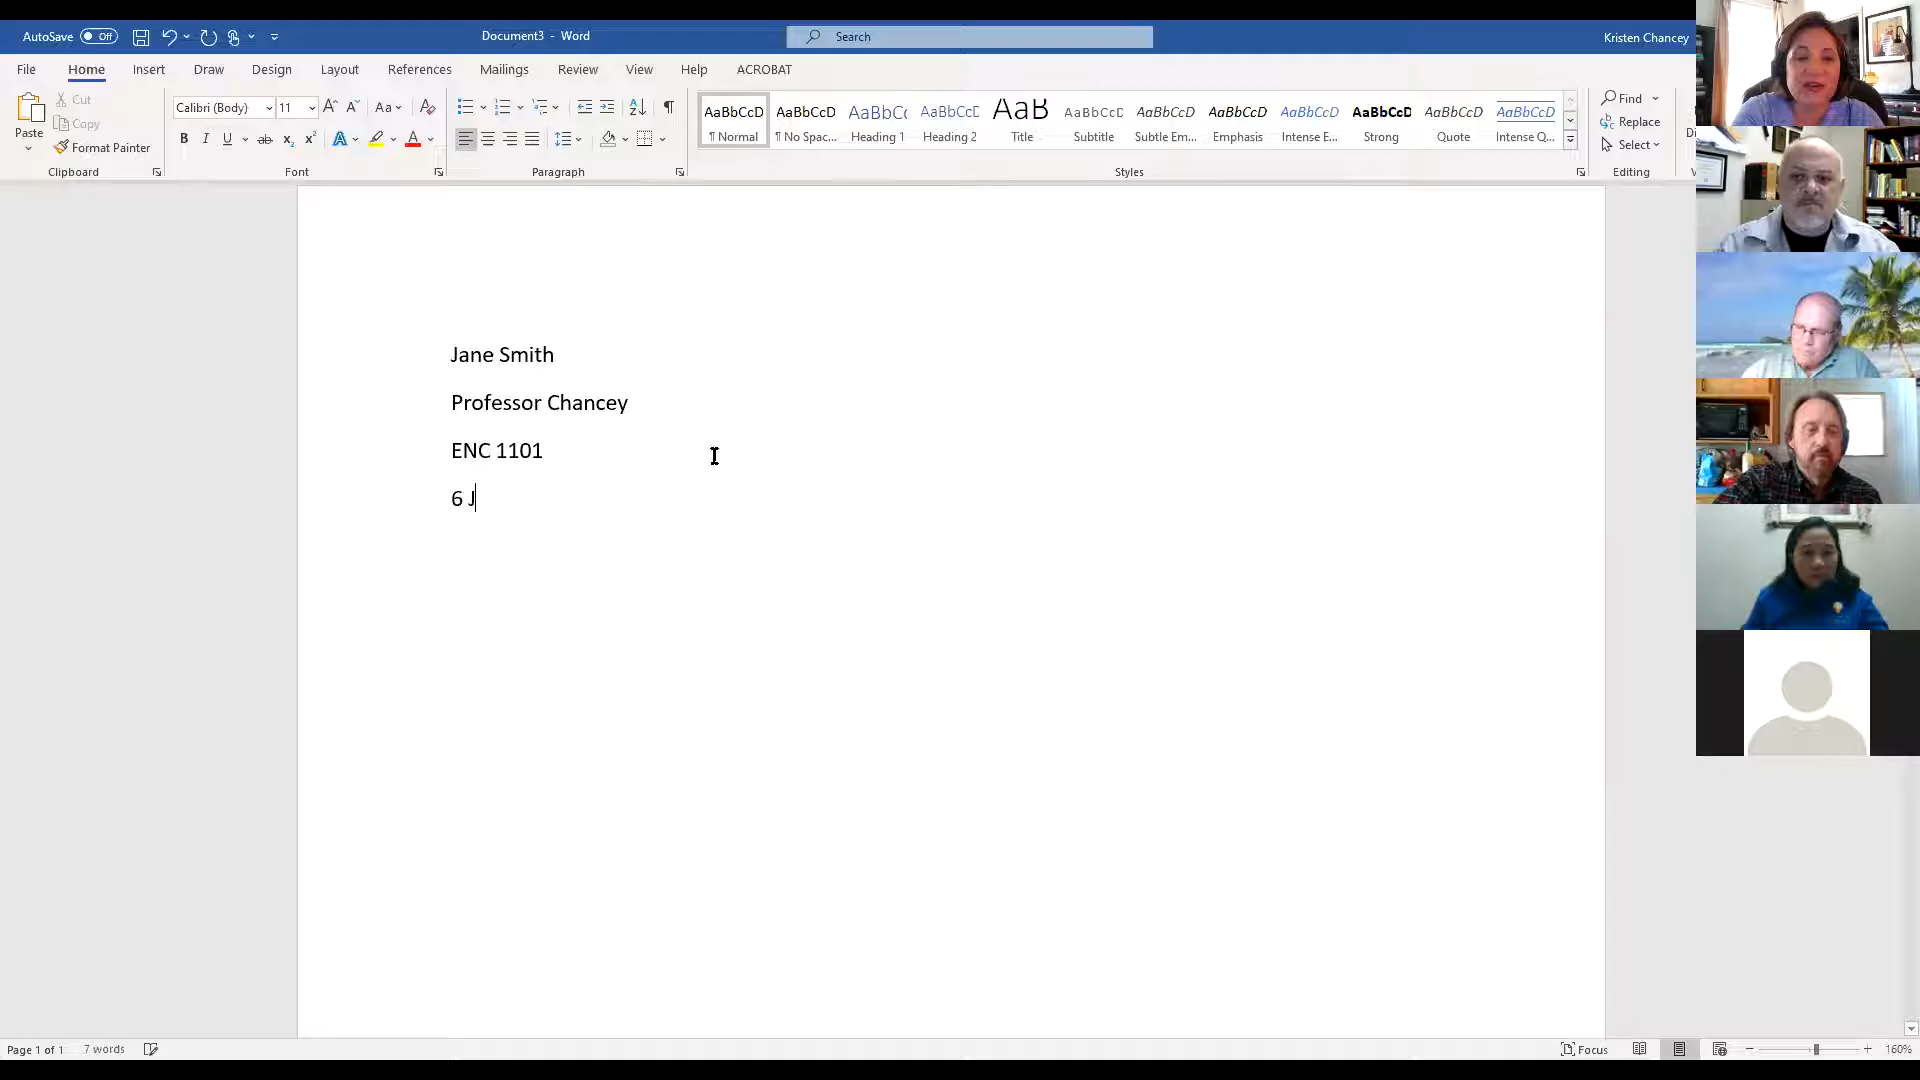 AutoSave Off Document3 - Word Search Kristen Chancey
File Home Insert Draw Design Layout References Mailings Review View Help ACROBAT
Paste
Cut
Copy
Format Painter
Clipboard
Calibri (Body) 11
Font
Paragraph
AaBbCcD AaBbCcD AaBbCc AaBbCcD AaB AaBbCcD AaBbCcD AaBbCcD AaBbCcD AaBbCcD AaBbCcD AaBbCcD
¶ Normal ¶ No Spac... Heading 1 Heading 2 Title Subtitle Subtle Em... Emphasis Intense E... Strong Quote Intense Q...
Styles
Find
Replace
Select
Editing
Jane Smith
Professor Chancey
ENC 1101
6 J
Page 1 of 1 7 words Focus 160%